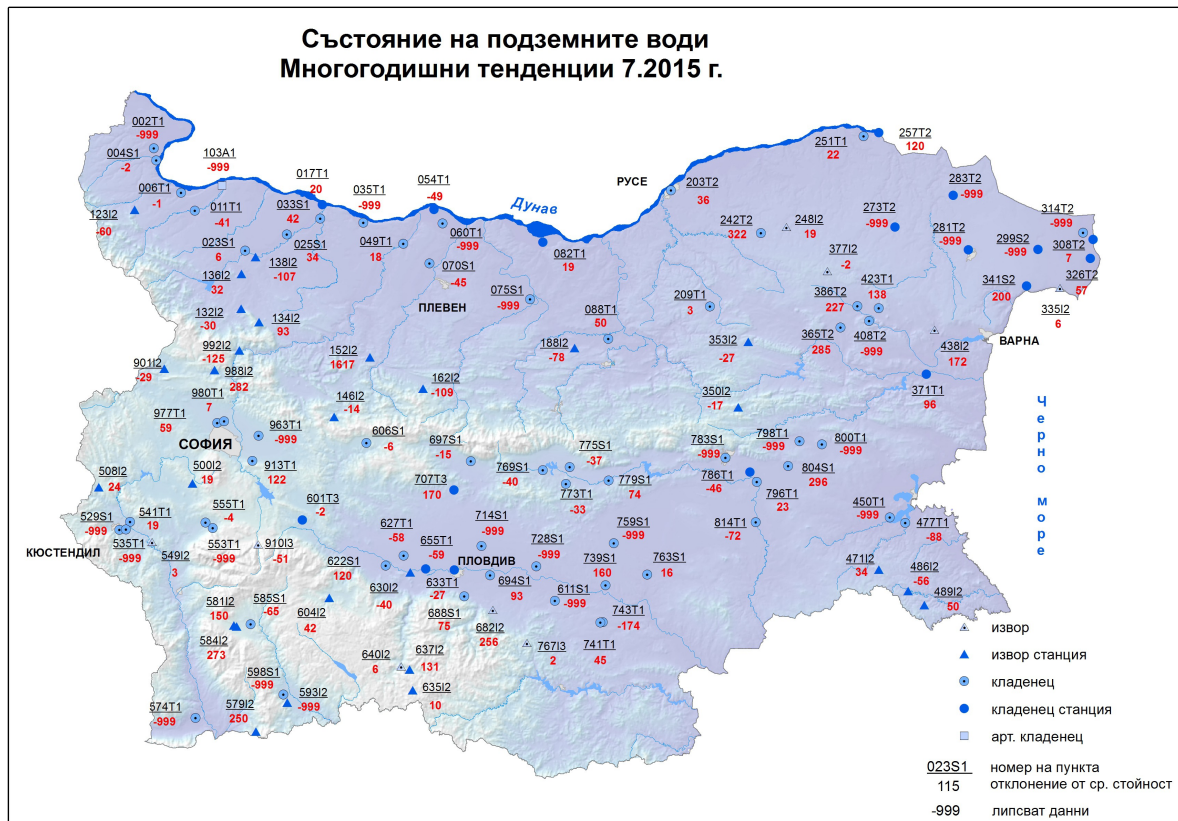 Състояние на подземните води
Многогодишни тенденции 7.2015 г.
002T1
-999
004S1
-2
103A1
-999
006T1
-1
011T1
-41
123I2
-60
017T1
20
033S1
42
035T1
-999
054T1
-49
Дунав
РУСЕ
203T2
36
251T1
22
257T2
120
283T2
-999
314T2
-999
242T2
322
248I2
19
273T2
-999
281T2
-999
299S2
-999
308T2
7
326T2
57
023S1
6
025S1
34
138I2
-107
136I2
32
049T1
18
060T1
-999
070S1
-45
082T1
19
377I2
-2
423T1
138
386T2
227
341S2
200
335I2
6
132I2
-30
134I2
93
ПЛЕВЕН
075S1
-999
088T1
50
209T1
3
365T2
285
408T2
-999
438I2
172
ВАРНА
992I2
-125
901I2
-29
988I2
282
152I2
1617
188I2
-78
353I2
-27
371T1
96
980T1
7
977T1
59
146I2
-14
162I2
-109
350I2
-17
СОФИЯ
963T1
-999
606S1
-6
697S1
-15
775S1
-37
783S1
-999
798T1
-999
800T1
-999
508I2
24
500I2
19
913T1
122
707T3
170
769S1
-40
773T1
-33
779S1
74
786T1
-46
804S1
296
796T1
23
Черно море
529S1
-999
541T1
19
555T1
-4
601T3
-2
714S1
-999
759S1
-999
814T1
-72
450T1
-999
477T1
-88
КЮСТЕНДИЛ
535T1
-999
549I2
3
553T1
-999
910I3
-51
627T1
-58
655T1
-59
ПЛОВДИВ
728S1
-999
739S1
160
763S1
16
471I2
34
486I2
-56
489I2
50
622S1
120
630I2
-40
633T1
-27
694S1
93
611S1
-999
581I2
150
585S1
-65
604I2
42
688S1
75
682I2
256
743T1
-174
584I2
273
640I2
6
637I2
131
767I3
2
741T1
45
598S1
-999
593I2
-999
635I2
10
574T1
-999
579I2
250
извор
извор станция
кладенец
кладенец станция
арт. кладенец
023S1 номер на пункта
115 отклонение от ср. стойност
-999 липсват данни